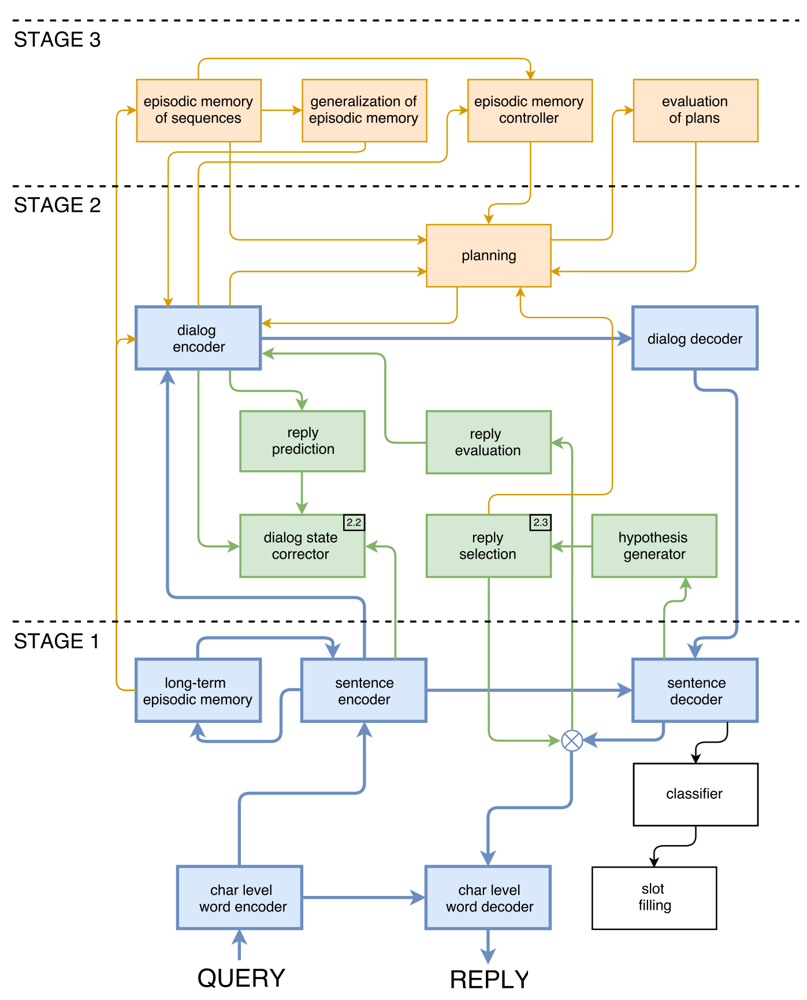 STAGE 3
episodic memory
of sequences
generalization of
episodic memory
episodic memory
controller
evaluation
of plans
STAGE 2
planning
dialog
encoder
dialog decoder
reply
prediction
reply
evaluation
2.2
dialog state
corrector
2.3
reply
selection
hypothesis
generator
STAGE 1
long-term
episodic memory
sentence
encoder
sentence
decoder
classifier
char level
word encoder
char level
word decoder
slot
filling
QUERY
REPLY